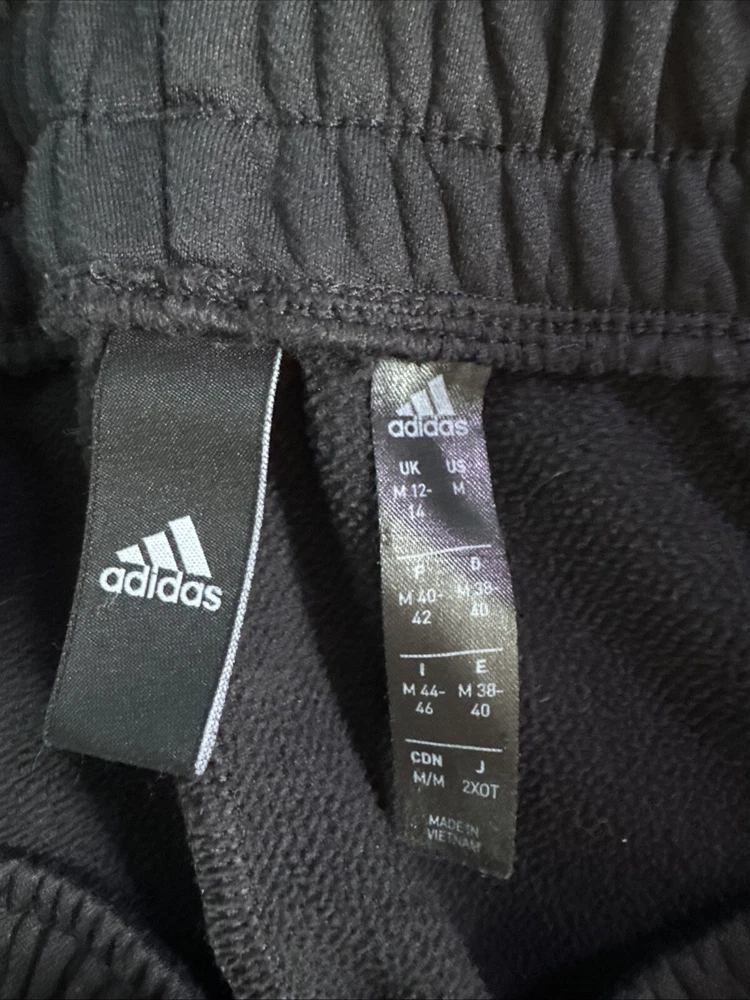 adidas
adidas
UK US
M 12-14 M
F D
M 40-42 M 38-40
I E
M 44-46 M 38-40
CDN J
M/M 2XOT
MADE IN
VIETNAM